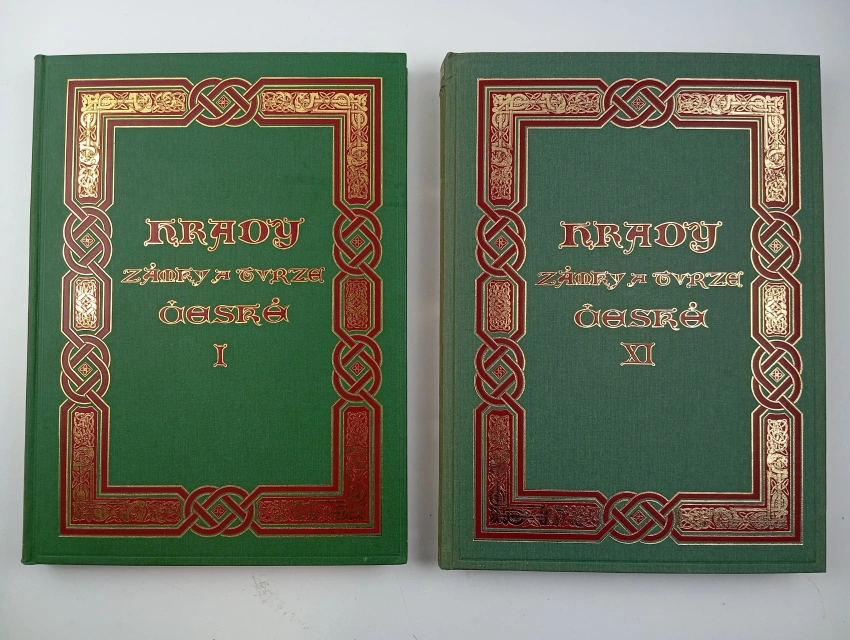 HRADY
ZÁMKY A TVRZE
ČESKÉ
I
HRADY
ZÁMKY A TVRZE
ČESKÉ
XI